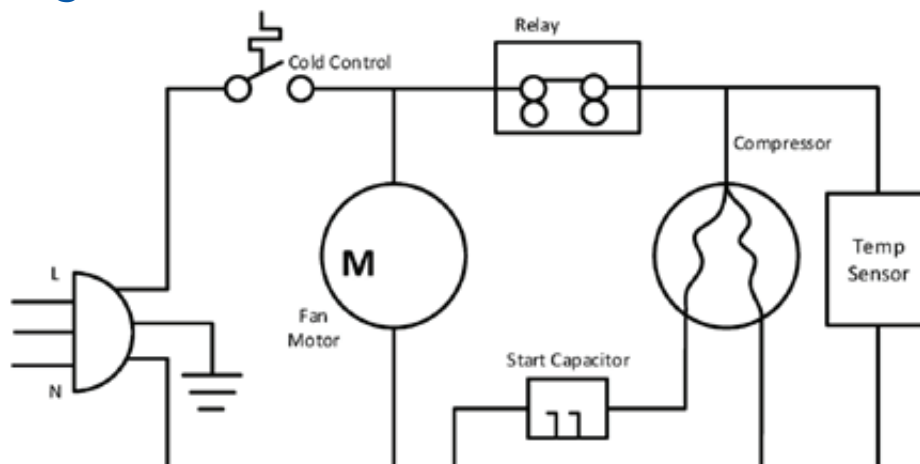 Relay
Cold Control
Compressor
L
M
Temp
Sensor
Fan
Motor
Start Capacitor
N